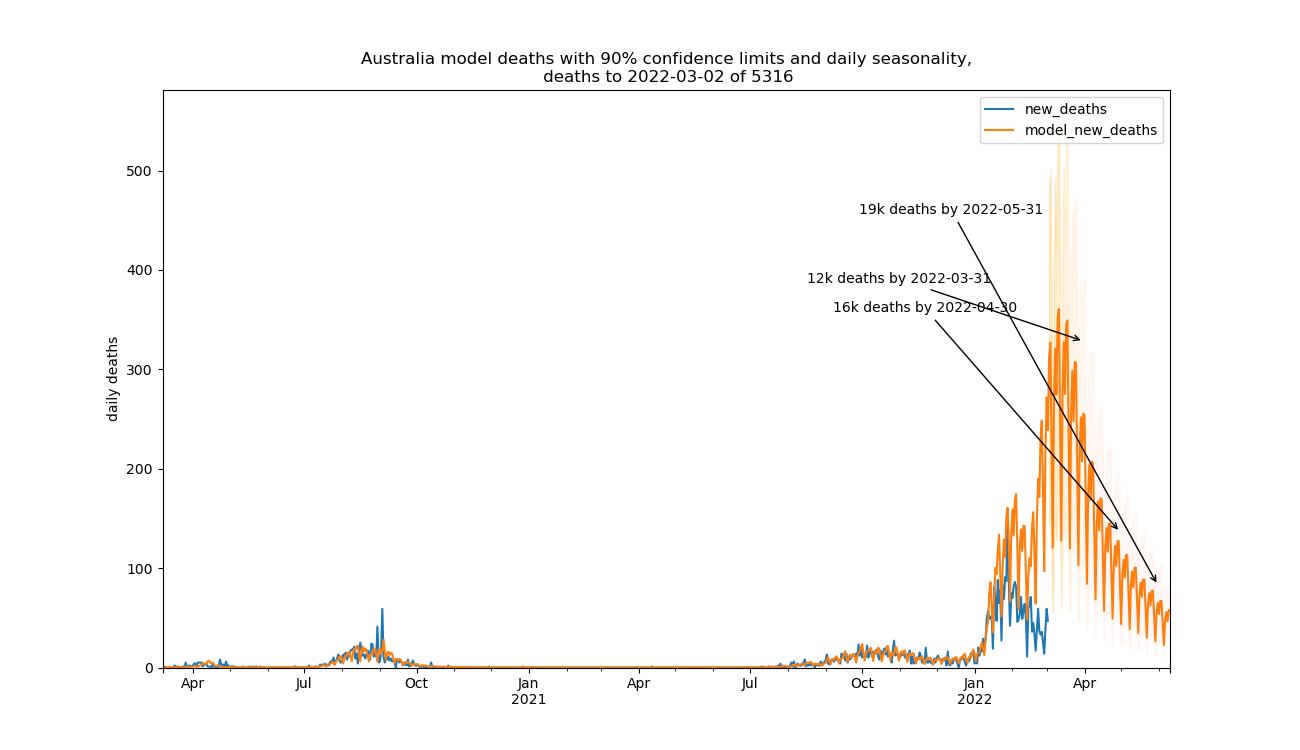 Australia model deaths with 90% confidence limits and daily seasonality,
deaths to 2022-03-02 of 5316
new_deaths
model_new_deaths
500
400
300
200
100
0
daily deaths
19k deaths by 2022-05-31
12k deaths by 2022-03-31
16k deaths by 2022-04-30
Apr
Jul
Oct
Jan
2021
Apr
Jul
Oct
Jan
2022
Apr